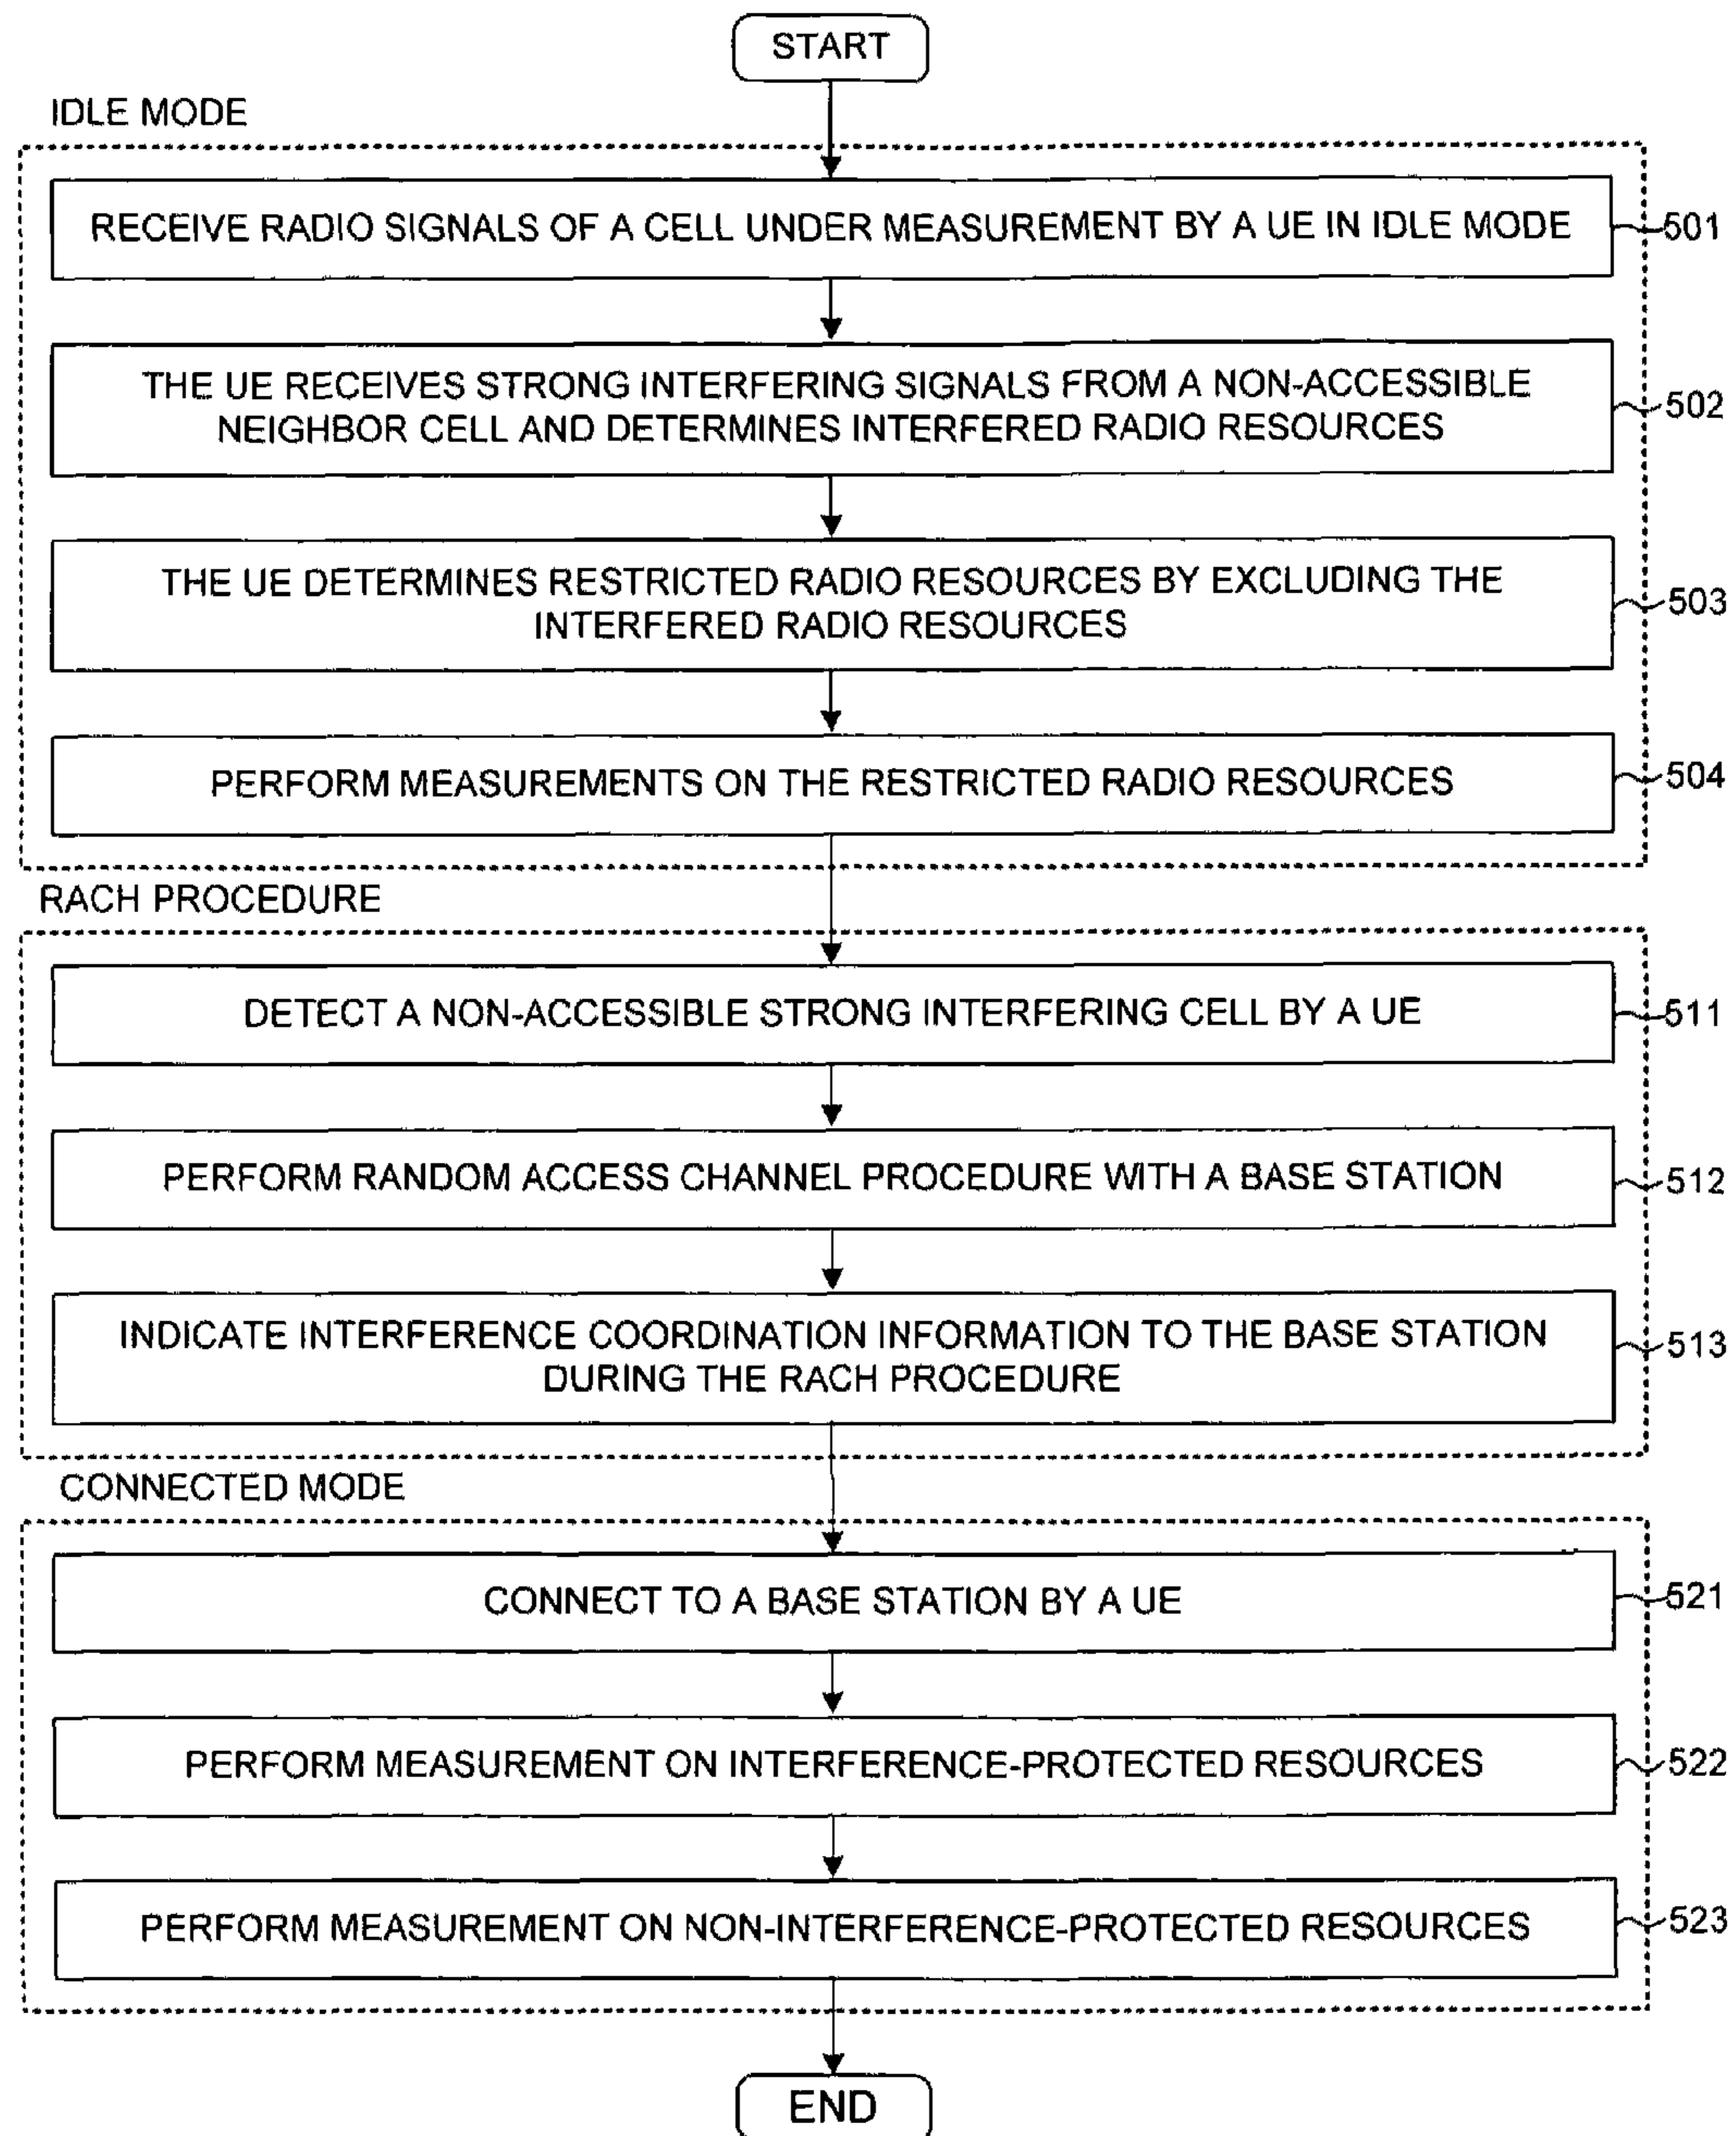 START
IDLE MODE
RECEIVE RADIO SIGNALS OF A CELL UNDER MEASUREMENT BY A UE IN IDLE MODE
501
THE UE RECEIVES STRONG INTERFERING SIGNALS FROM A NON-ACCESSIBLE
NEIGHBOR CELL AND DETERMINES INTERFERED RADIO RESOURCES
502
THE UE DETERMINES RESTRICTED RADIO RESOURCES BY EXCLUDING THE
INTERFERED RADIO RESOURCES
503
PERFORM MEASUREMENTS ON THE RESTRICTED RADIO RESOURCES
504
RACH PROCEDURE
DETECT A NON-ACCESSIBLE STRONG INTERFERING CELL BY A UE
511
PERFORM RANDOM ACCESS CHANNEL PROCEDURE WITH A BASE STATION
512
INDICATE INTERFERENCE COORDINATION INFORMATION TO THE BASE STATION
DURING THE RACH PROCEDURE
513
CONNECTED MODE
CONNECT TO A BASE STATION BY A UE
521
PERFORM MEASUREMENT ON INTERFERENCE-PROTECTED RESOURCES
522
PERFORM MEASUREMENT ON NON-INTERFERENCE-PROTECTED RESOURCES
523
END